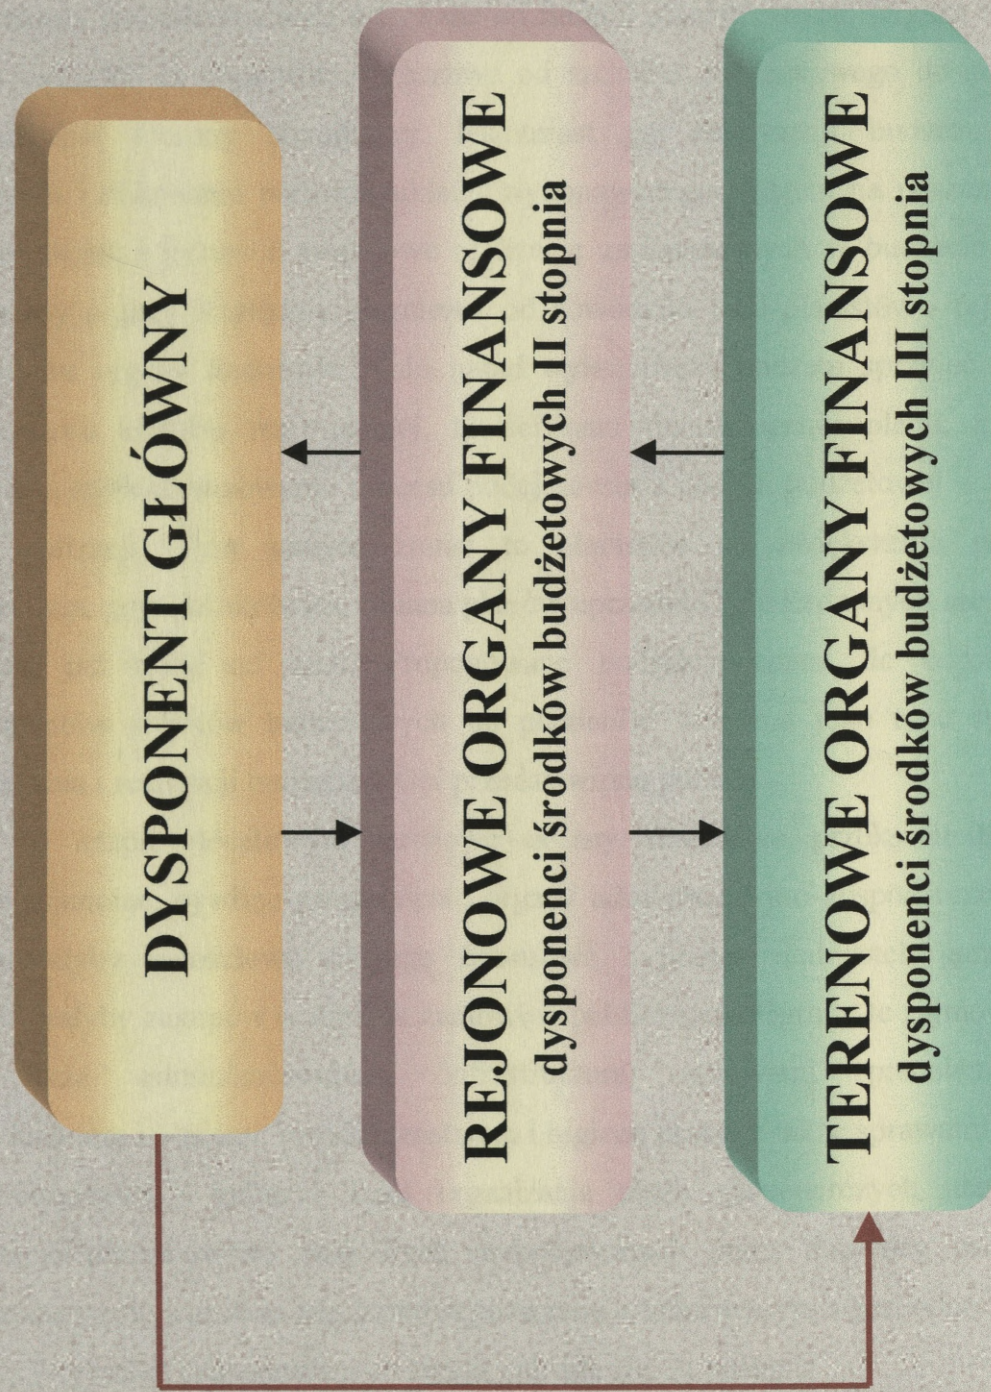 DYSPONENT GŁÓWNY
REJONOWE ORGANY FINANSOWE
dysponenci środków budżetowych II stopnia
TERENOWE ORGANY FINANSOWE
dysponenci środków budżetowych III stopnia